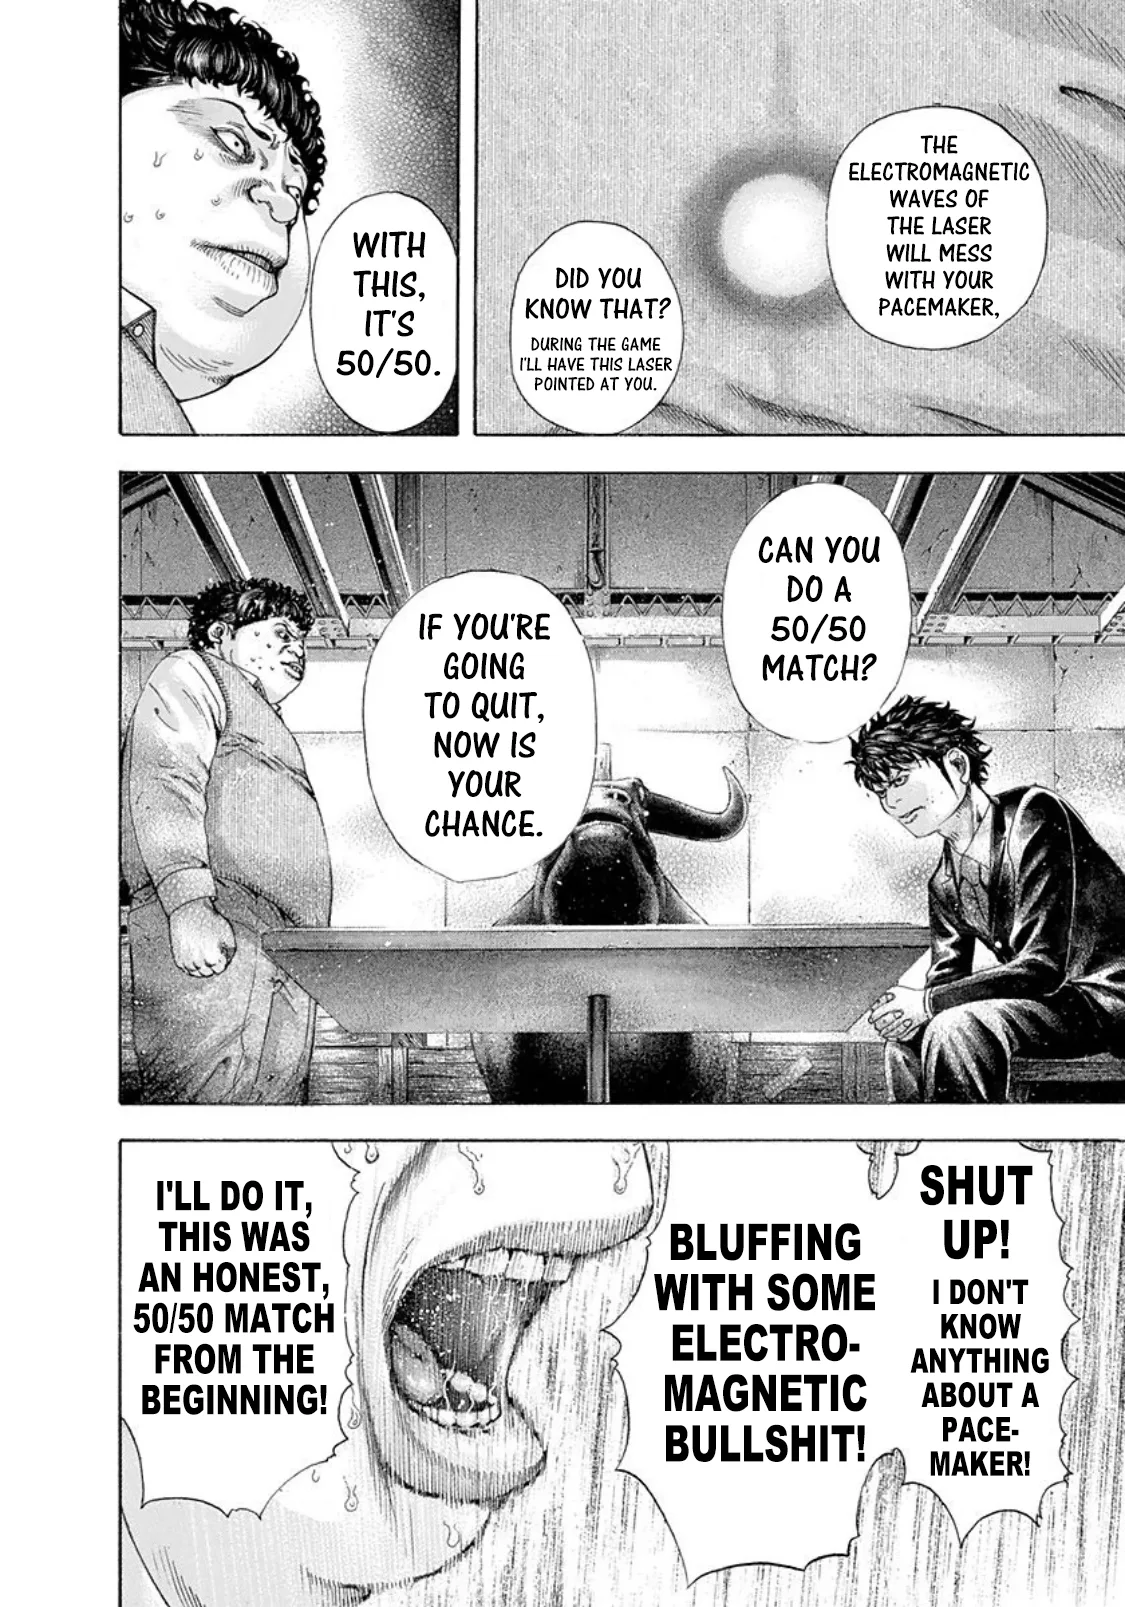 THE
ELECTROMAGNETIC
WAVES OF
THE LASER
WILL MESS
WITH YOUR
PACEMAKER,
DID YOU
KNOW THAT?
DURING THE GAME
I'LL HAVE THIS LASER
POINTED AT YOU.
WITH
THIS,
IT'S
50/50.
CAN YOU
DO A
50/50
MATCH?
IF YOU'RE
GOING
TO QUIT,
NOW IS
YOUR
CHANCE.
SHUT
UP!
I DON'T
KNOW
ANYTHING
ABOUT A
PACE-
MAKER!
BLUFFING
WITH SOME
ELECTRO-
MAGNETIC
BULLSHIT!
I'LL DO IT,
THIS WAS
AN HONEST,
50/50 MATCH
FROM THE
BEGINNING!